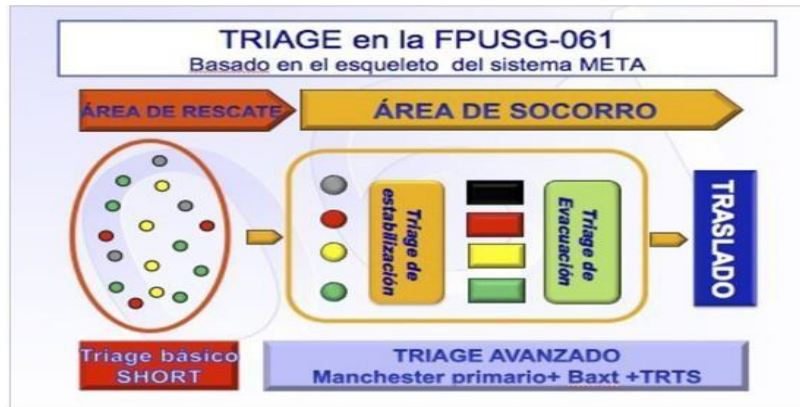 TRIAGE en la FPUSG-061
Basado en el esqueleto del sistema META
ÁREA DE RESCATE
ÁREA DE SOCORRO
Triage de
estabilización
Triage de
Evacuación
TRASLADO
Triage básico
SHORT
TRIAGE AVANZADO
Manchester primario+ Baxt +TRTS